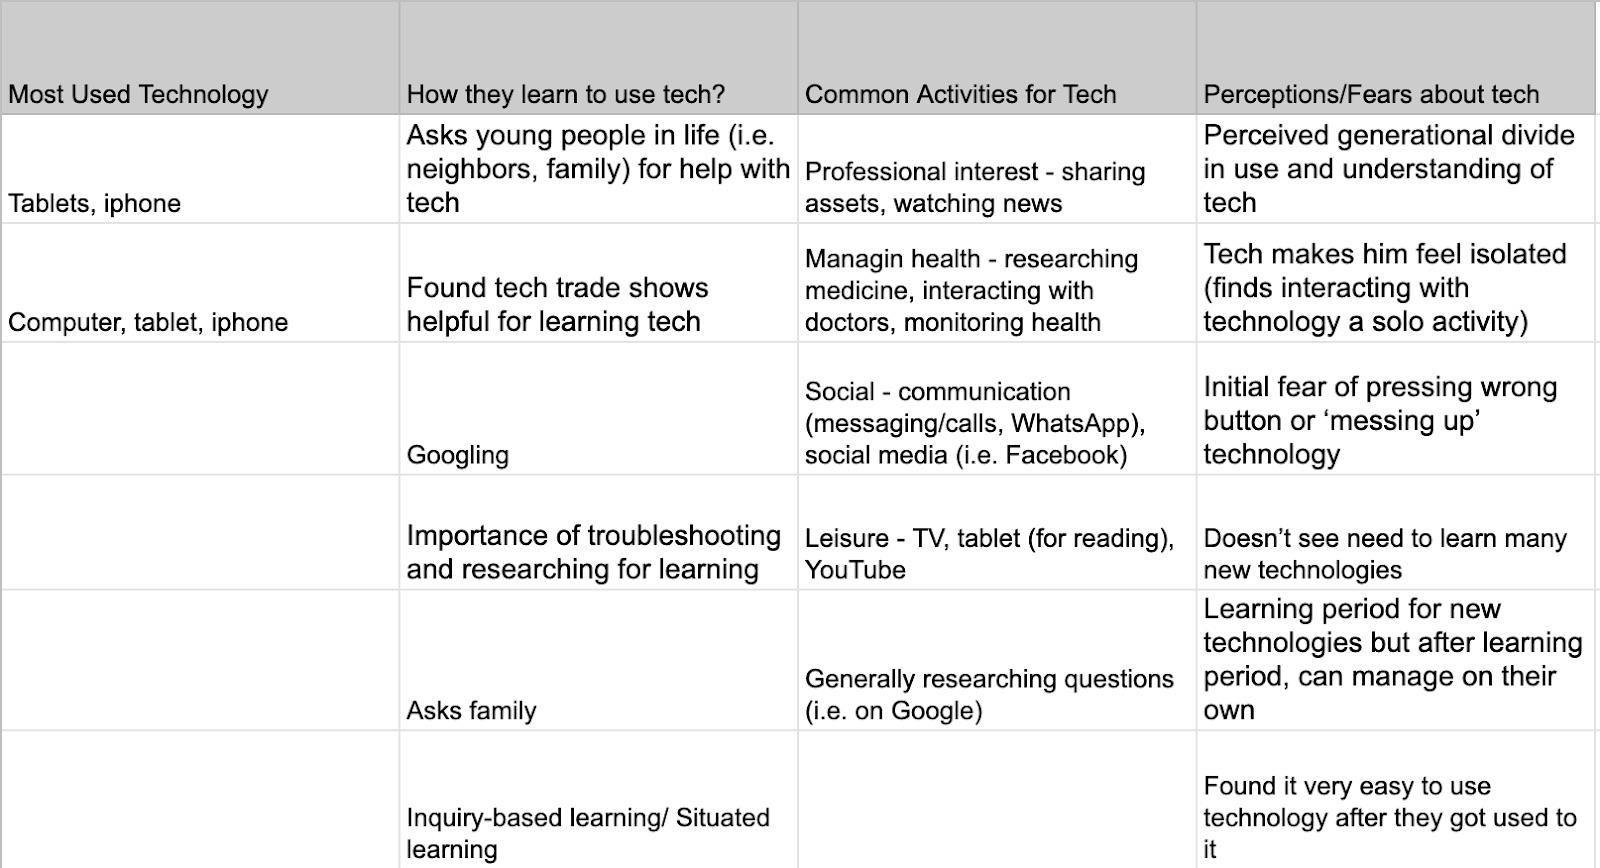 Most Used Technology
How they learn to use tech?
Common Activities for Tech
Perceptions/Fears about tech
Tablets, iphone
Asks young people in life (i.e.
neighbors, family) for help with
tech
Professional interest - sharing
assets, watching news
Perceived generational divide
in use and understanding of
tech
Computer, tablet, iphone
Found tech trade shows
helpful for learning tech
Managin health - researching
medicine, interacting with
doctors, monitoring health
Tech makes him feel isolated
(finds interacting with
technology a solo activity)
Googling
Social - communication
(messaging/calls, WhatsApp),
social media (i.e. Facebook)
Initial fear of pressing wrong
button or ‘messing up’
technology
Importance of troubleshooting
and researching for learning
Leisure - TV, tablet (for reading),
YouTube
Doesn’t see need to learn many
new technologies
Asks family
Generally researching questions
(i.e. on Google)
Learning period for new
technologies but after learning
period, can manage on their
own
Inquiry-based learning/ Situated
learning
Found it very easy to use
technology after they got used to
it